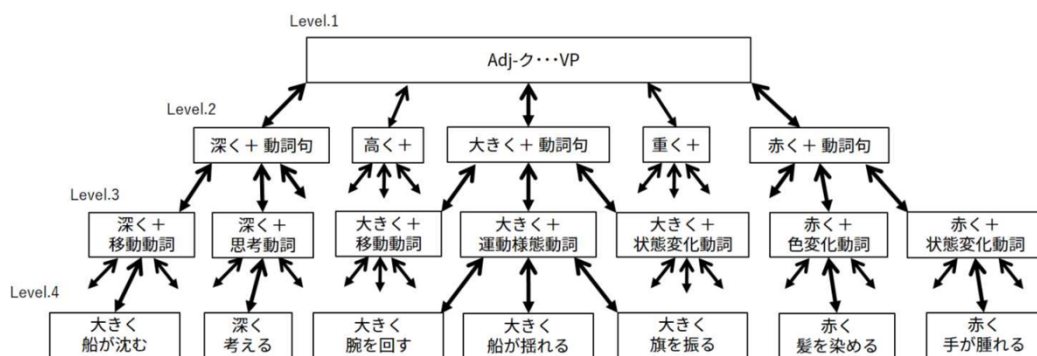 Level.1
Adj-ク･･･VP
Level.2
深く＋ 動詞句
高く＋
大きく＋ 動詞句
重く＋
赤く＋ 動詞句
Level.3
深く＋
移動動詞
深く＋
思考動詞
大きく＋
移動動詞
大きく＋
運動様態動詞
大きく＋
状態変化動詞
赤く＋
色変化動詞
赤く＋
状態変化動詞
Level.4
大きく
船が沈む
深く
考える
大きく
腕を回す
大きく
船が揺れる
大きく
旗を振る
赤く
髪を染める
赤く
手が腫れる